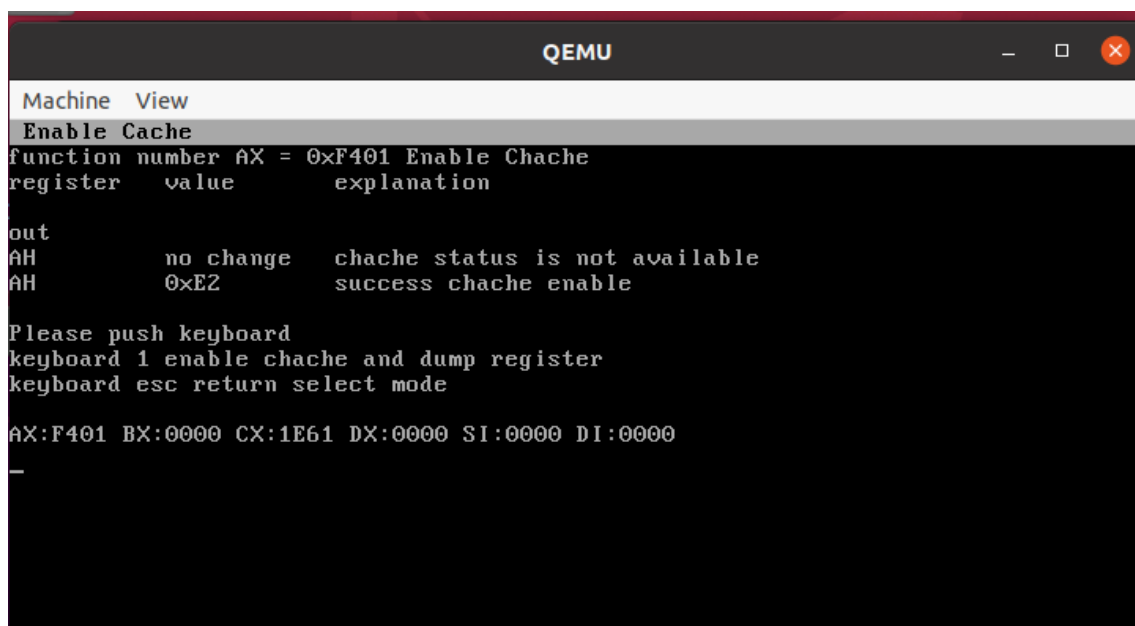 QEMU
Machine View
Enable Cache
function number AX = 0xF401 Enable Chache
register value explanation
out
AH no change chache status is not available
AH 0xE2 success chache enable
Please push keyboard
keyboard 1 enable chache and dump register
keyboard esc return select mode
AX:F401 BX:0000 CX:1E61 DX:0000 SI:0000 DI:0000